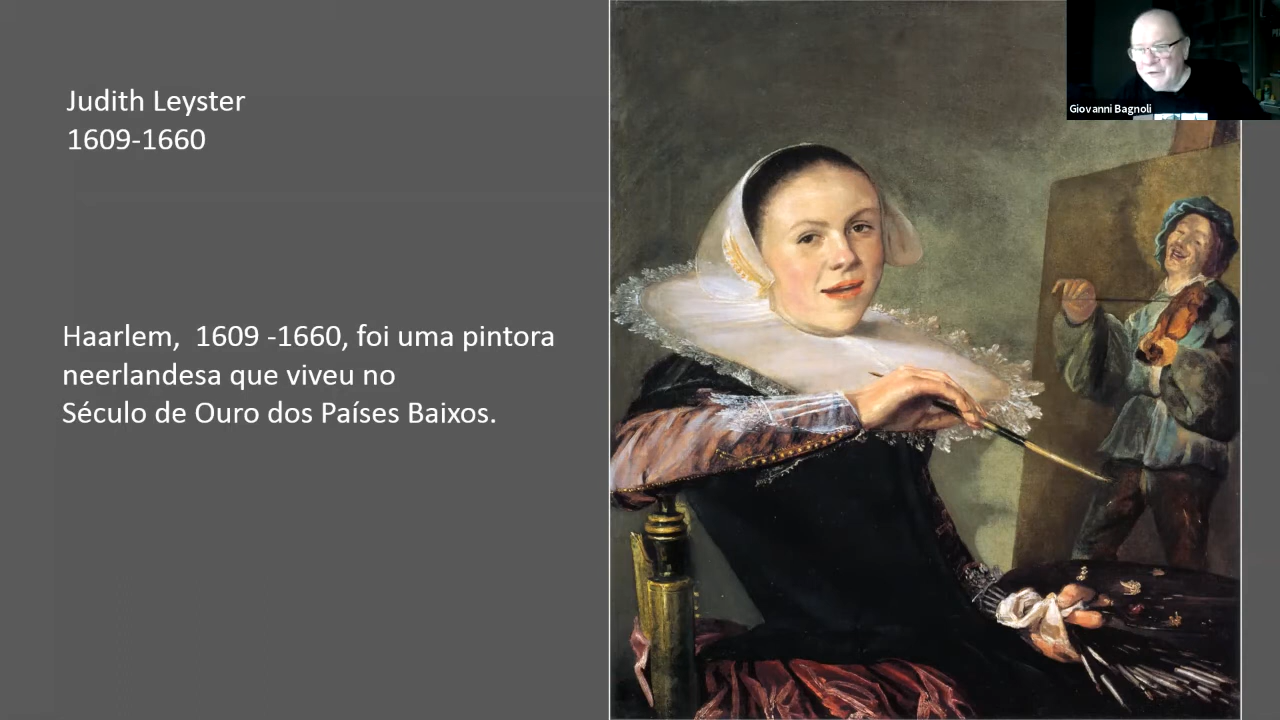 Judith Leyster
1609-1660
Giovanni Bagnoli
Haarlem, 1609 -1660, foi uma pintora
neerlandesa que viveu no
Século de Ouro dos Países Baixos.